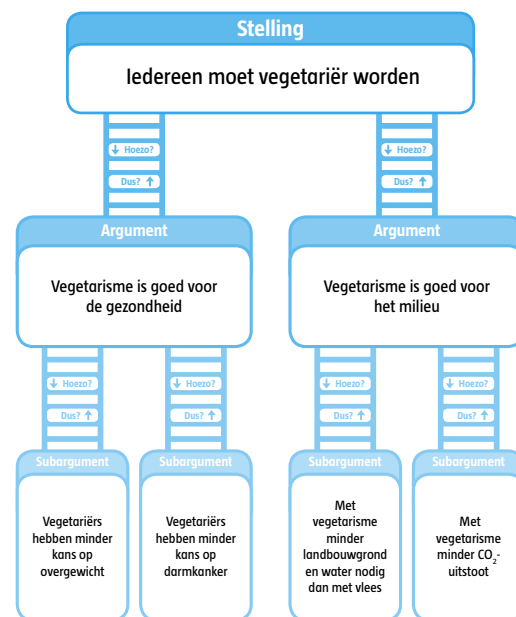 Stelling
Iedereen moet vegetariër worden
↓ Hoezo?
Dus? ↑
↓ Hoezo?
Dus? ↑
Argument
Vegetarisme is goed voor
de gezondheid
Argument
Vegetarisme is goed voor
het milieu
↓ Hoezo?
Dus? ↑
↓ Hoezo?
Dus? ↑
↓ Hoezo?
Dus? ↑
↓ Hoezo?
Dus? ↑
Subargument
Vegetariërs
hebben minder
kans op
overgewicht
Subargument
Vegetariërs
hebben minder
kans op
darmkanker
Subargument
Met
vegetarisme
minder
landbouwgrond
en water nodig
dan met vlees
Subargument
Met
vegetarisme
minder CO₂-
uitstoot